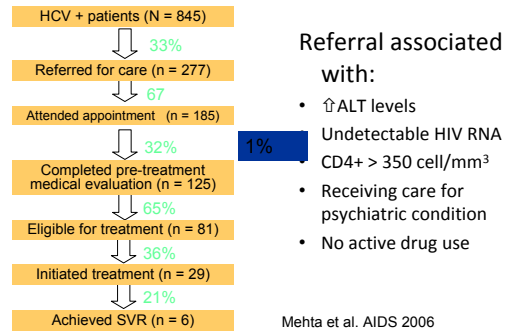 HCV + patients (N = 845)
33%
Referred for care (n = 277)
67
Attended appointment (n = 185)
32%
Completed pre-treatment
medical evaluation (n = 125)
65%
Eligible for treatment (n = 81)
36%
Initiated treatment (n = 29)
21%
Achieved SVR (n = 6)
1%
Referral associated
with:
• ⇧ALT levels
Undetectable HIV RNA
• CD4+ > 350 cell/mm³
• Receiving care for
psychiatric condition
• No active drug use
Mehta et al. AIDS 2006